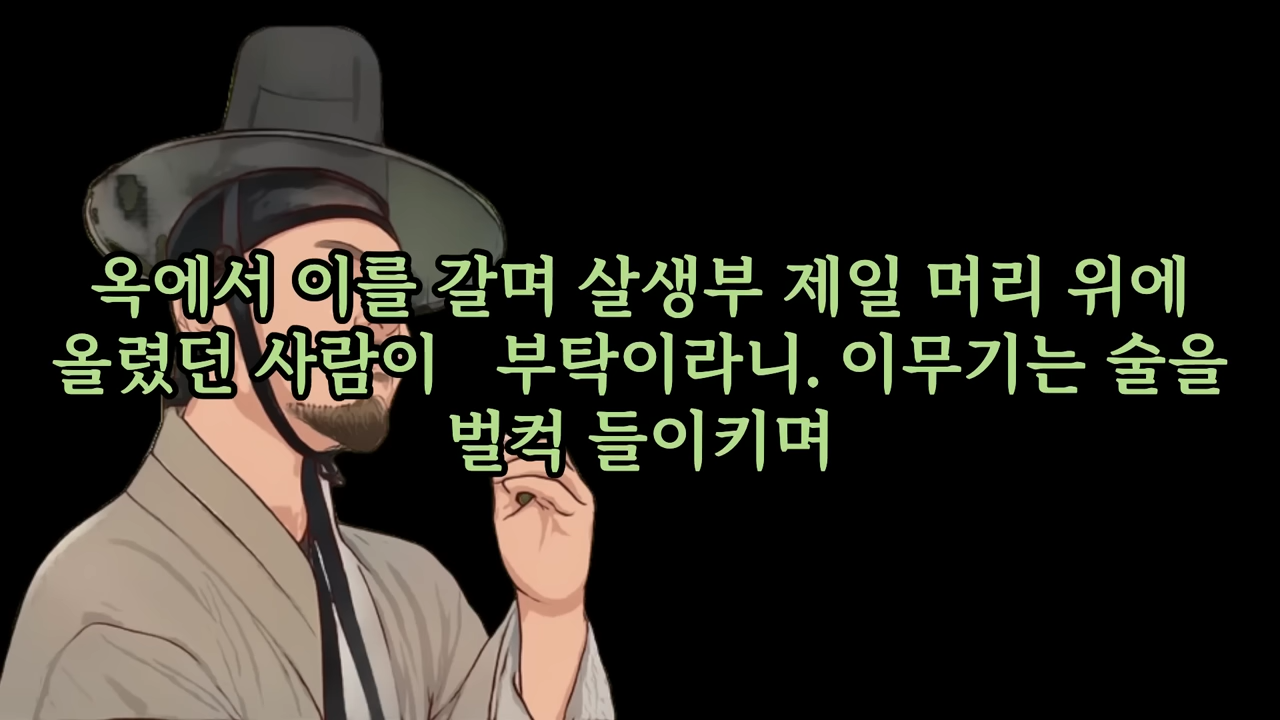 옥에서 이를 갈며 살생부 제일 머리 위에
올렸던 사람이 부탁이라니. 이무기는 술을
벌컥 들이키며